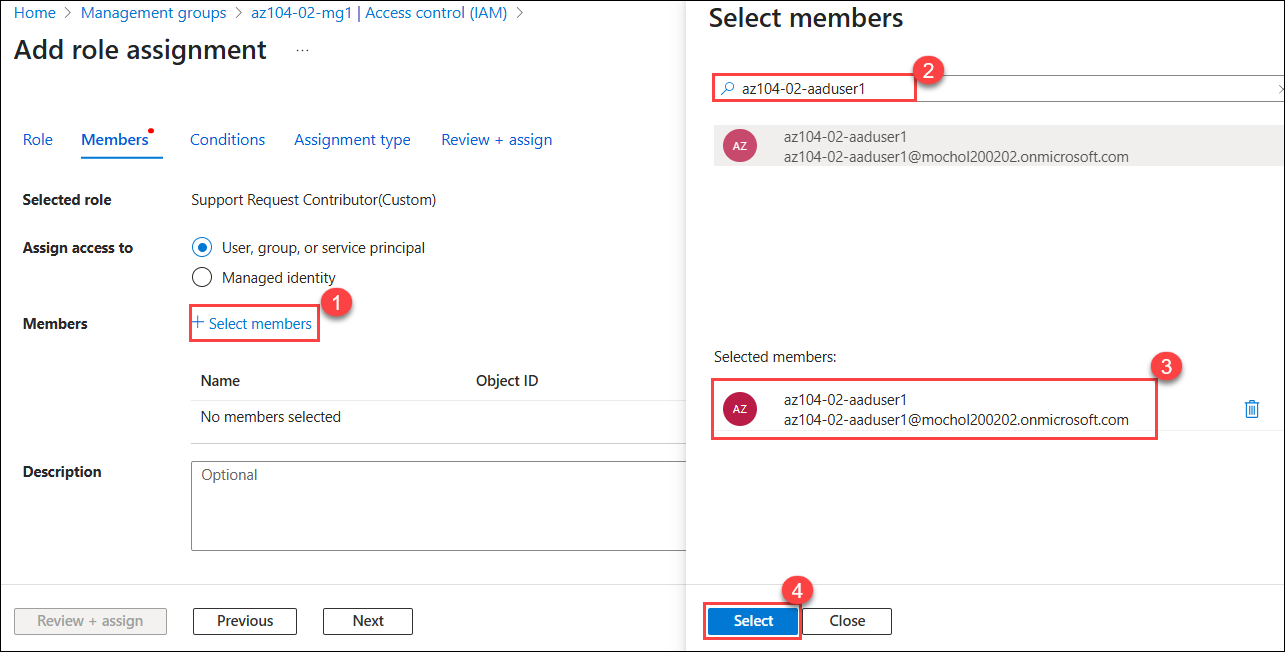 Home > Management groups > az104-02-mg1 | Access control (IAM) >
Add role assignment ...
Role Members Conditions Assignment type Review + assign
Selected role Support Request Contributor(Custom)
Assign access to User, group, or service principal
Managed identity
1
Members + Select members
Name Object ID
No members selected
Description Optional
Review + assign Previous Next
Select members
2
az104-02-aaduser1
AZ
az104-02-aaduser1
az104-02-aaduser1@mochol200202.onmicrosoft.com
Selected members:
3
AZ
az104-02-aaduser1
az104-02-aaduser1@mochol200202.onmicrosoft.com
4
Select Close